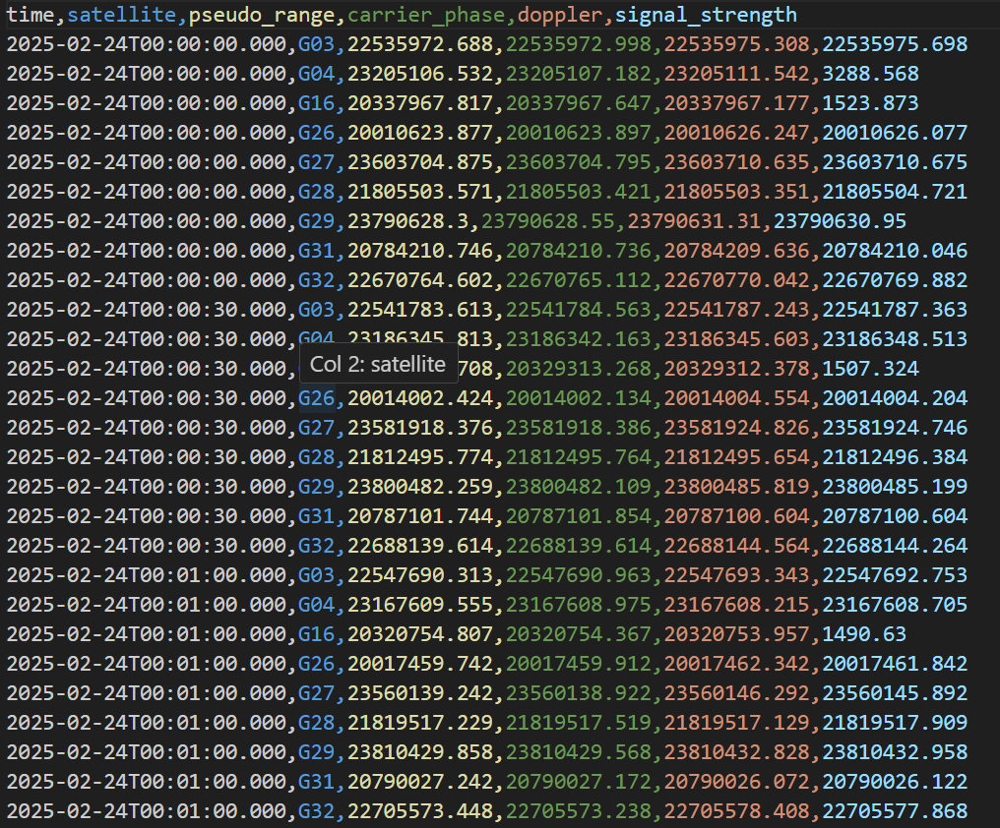 time,satellite,pseudo_range,carrier_phase,doppler,signal_strength
2025-02-24T00:00:00.000,G03,22535972.688,22535972.998,22535975.308,22535975.698
2025-02-24T00:00:00.000,G04,23205106.532,23205107.182,23205111.542,3288.568
2025-02-24T00:00:00.000,G16,20337967.817,20337967.647,20337967.177,1523.873
2025-02-24T00:00:00.000,G26,20010623.877,20010623.897,20010626.247,20010626.077
2025-02-24T00:00:00.000,G27,23603704.875,23603704.795,23603710.635,23603710.675
2025-02-24T00:00:00.000,G28,21805503.571,21805503.421,21805503.351,21805504.721
2025-02-24T00:00:00.000,G29,23790628.3,23790628.55,23790631.31,23790630.95
2025-02-24T00:00:00.000,G31,20784210.746,20784210.736,20784209.636,20784210.046
2025-02-24T00:00:00.000,G32,22670764.602,22670765.112,22670770.042,22670769.882
2025-02-24T00:00:30.000,G03,22541783.613,22541784.563,22541787.243,22541787.363
2025-02-24T00:00:30.000,G04,23186345.813,23186342.163,23186345.603,23186348.513
2025-02-24T00:00:30.000, Col 2: satellite 708,20329313.268,20329312.378,1507.324
2025-02-24T00:00:30.000,G26,20014002.424,20014002.134,20014004.554,20014004.204
2025-02-24T00:00:30.000,G27,23581918.376,23581918.386,23581924.826,23581924.746
2025-02-24T00:00:30.000,G28,21812495.774,21812495.764,21812495.654,21812496.384
2025-02-24T00:00:30.000,G29,23800482.259,23800482.109,23800485.819,23800485.199
2025-02-24T00:00:30.000,G31,20787101.744,20787101.854,20787100.604,20787100.604
2025-02-24T00:00:30.000,G32,22688139.614,22688139.614,22688144.564,22688144.264
2025-02-24T00:01:00.000,G03,22547690.313,22547690.963,22547693.343,22547692.753
2025-02-24T00:01:00.000,G04,23167609.555,23167608.975,23167608.215,23167608.705
2025-02-24T00:01:00.000,G16,20320754.807,20320754.367,20320753.957,1490.63
2025-02-24T00:01:00.000,G26,20017459.742,20017459.912,20017462.342,20017461.842
2025-02-24T00:01:00.000,G27,23560139.242,23560138.922,23560146.292,23560145.892
2025-02-24T00:01:00.000,G28,21819517.229,21819517.519,21819517.129,21819517.909
2025-02-24T00:01:00.000,G29,23810429.858,23810429.568,23810432.828,23810432.958
2025-02-24T00:01:00.000,G31,20790027.242,20790027.172,20790026.072,20790026.122
2025-02-24T00:01:00.000,G32,22705573.448,22705573.238,22705578.408,22705577.868